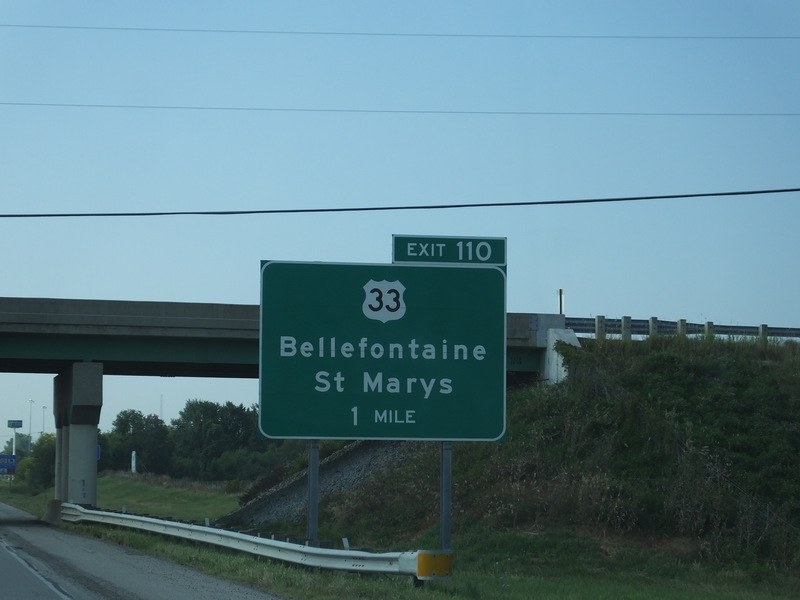 EXIT 110
33
Bellefontaine
St Marys
1 MILE